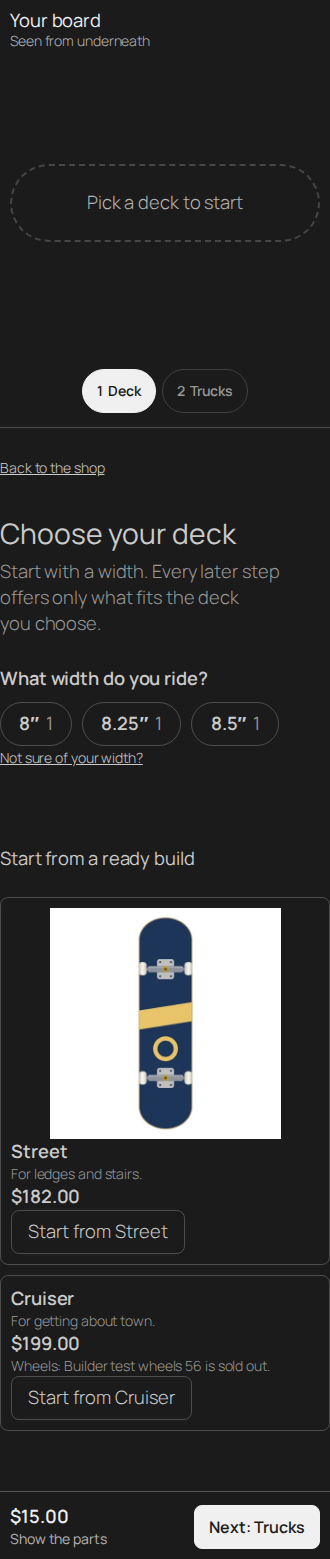 Your board
Seen from underneath
Pick a deck to start
1 Deck
2 Trucks
Back to the shop
Choose your deck
Start with a width. Every later step
offers only what fits the deck
you choose.
What width do you ride?
8″ 1
8.25″ 1
8.5″ 1
Not sure of your width?
Start from a ready build
Street
For ledges and stairs.
$182.00
Start from Street
Cruiser
For getting about town.
$199.00
Wheels: Builder test wheels 56 is sold out.
Start from Cruiser
$15.00
Show the parts
Next: Trucks